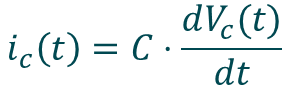 i_c(t) = C · dV_c(t)/dt